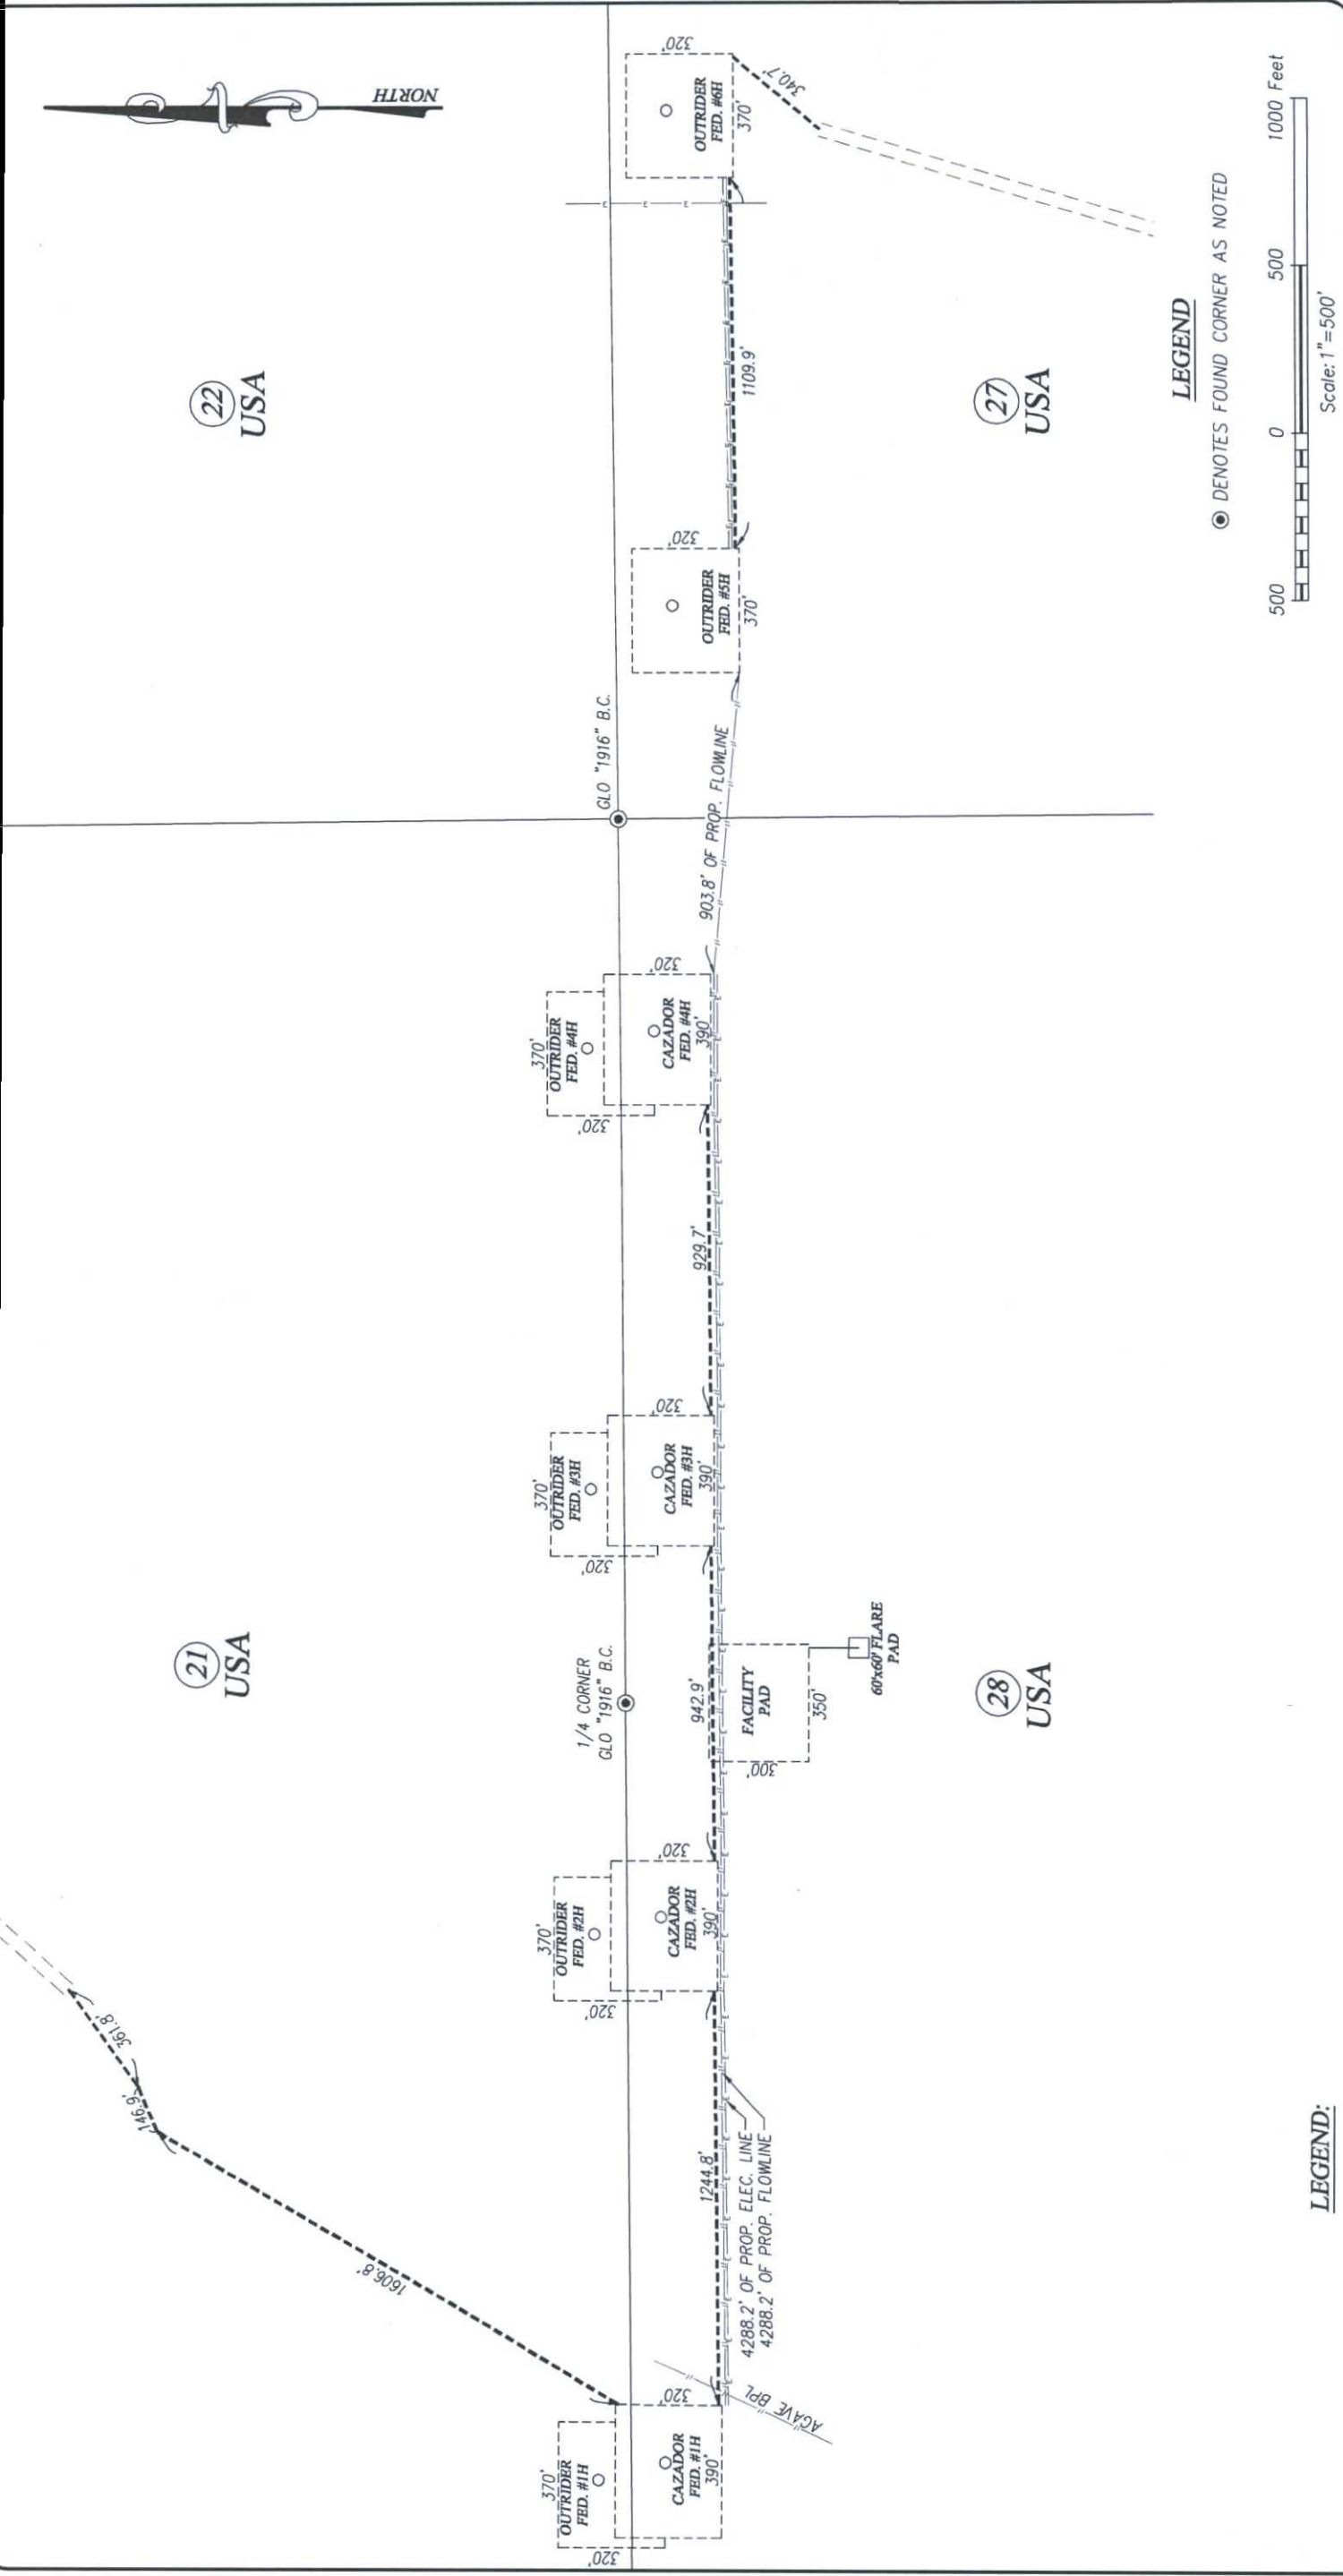 NORTH
22
USA
21
USA
27
USA
28
USA
320'
OUTRIDER
FED. #6H
370'
340.7'
1109.9'
320'
OUTRIDER
FED. #5H
370'
GLO "1916" B.C.
903.8' OF PROP. FLOWLINE
370'
OUTRIDER
FED. #4H
320'
320'
CAZADOR
FED. #4H
390'
929.7'
370'
OUTRIDER
FED. #3H
320'
320'
CAZADOR
FED. #3H
390'
1/4 CORNER
GLO "1916" B.C.
942.9'
FACILITY
PAD
350'
300'
60'x60' FLARE
PAD
370'
OUTRIDER
FED. #2H
320'
320'
CAZADOR
FED. #2H
390'
361.8'
146.9'
1606.8'
1244.8'
4288.2' OF PROP. ELEC. LINE
4288.2' OF PROP. FLOWLINE
AGAVE BPL
370'
OUTRIDER
FED. #1H
320'
320'
CAZADOR
FED. #1H
390'
LEGEND
DENOTES FOUND CORNER AS NOTED
500 0 500 1000 Feet
Scale: 1"=500'
LEGEND: